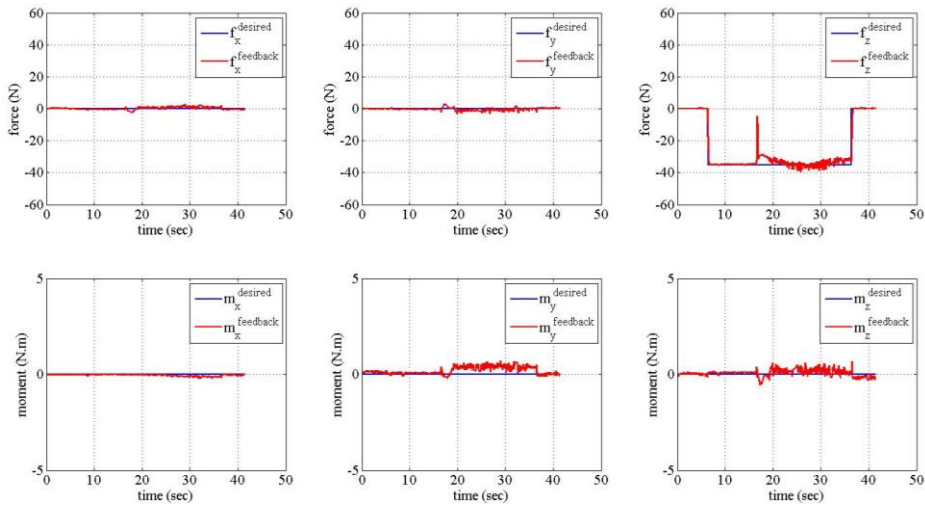 60
40
20
0
-20
-40
-60
force (N)
0 10 20 30 40 50
time (sec)
f_x^desired
f_x^feedback
60
40
20
0
-20
-40
-60
force (N)
0 10 20 30 40 50
time (sec)
f_y^desired
f_y^feedback
60
40
20
0
-20
-40
-60
force (N)
0 10 20 30 40 50
time (sec)
f_z^desired
f_z^feedback
5
0
-5
moment (N.m)
0 10 20 30 40 50
time (sec)
m_x^desired
m_x^feedback
5
0
-5
moment (N.m)
0 10 20 30 40 50
time (sec)
m_y^desired
m_y^feedback
5
0
-5
moment (N.m)
0 10 20 30 40 50
time (sec)
m_z^desired
m_z^feedback